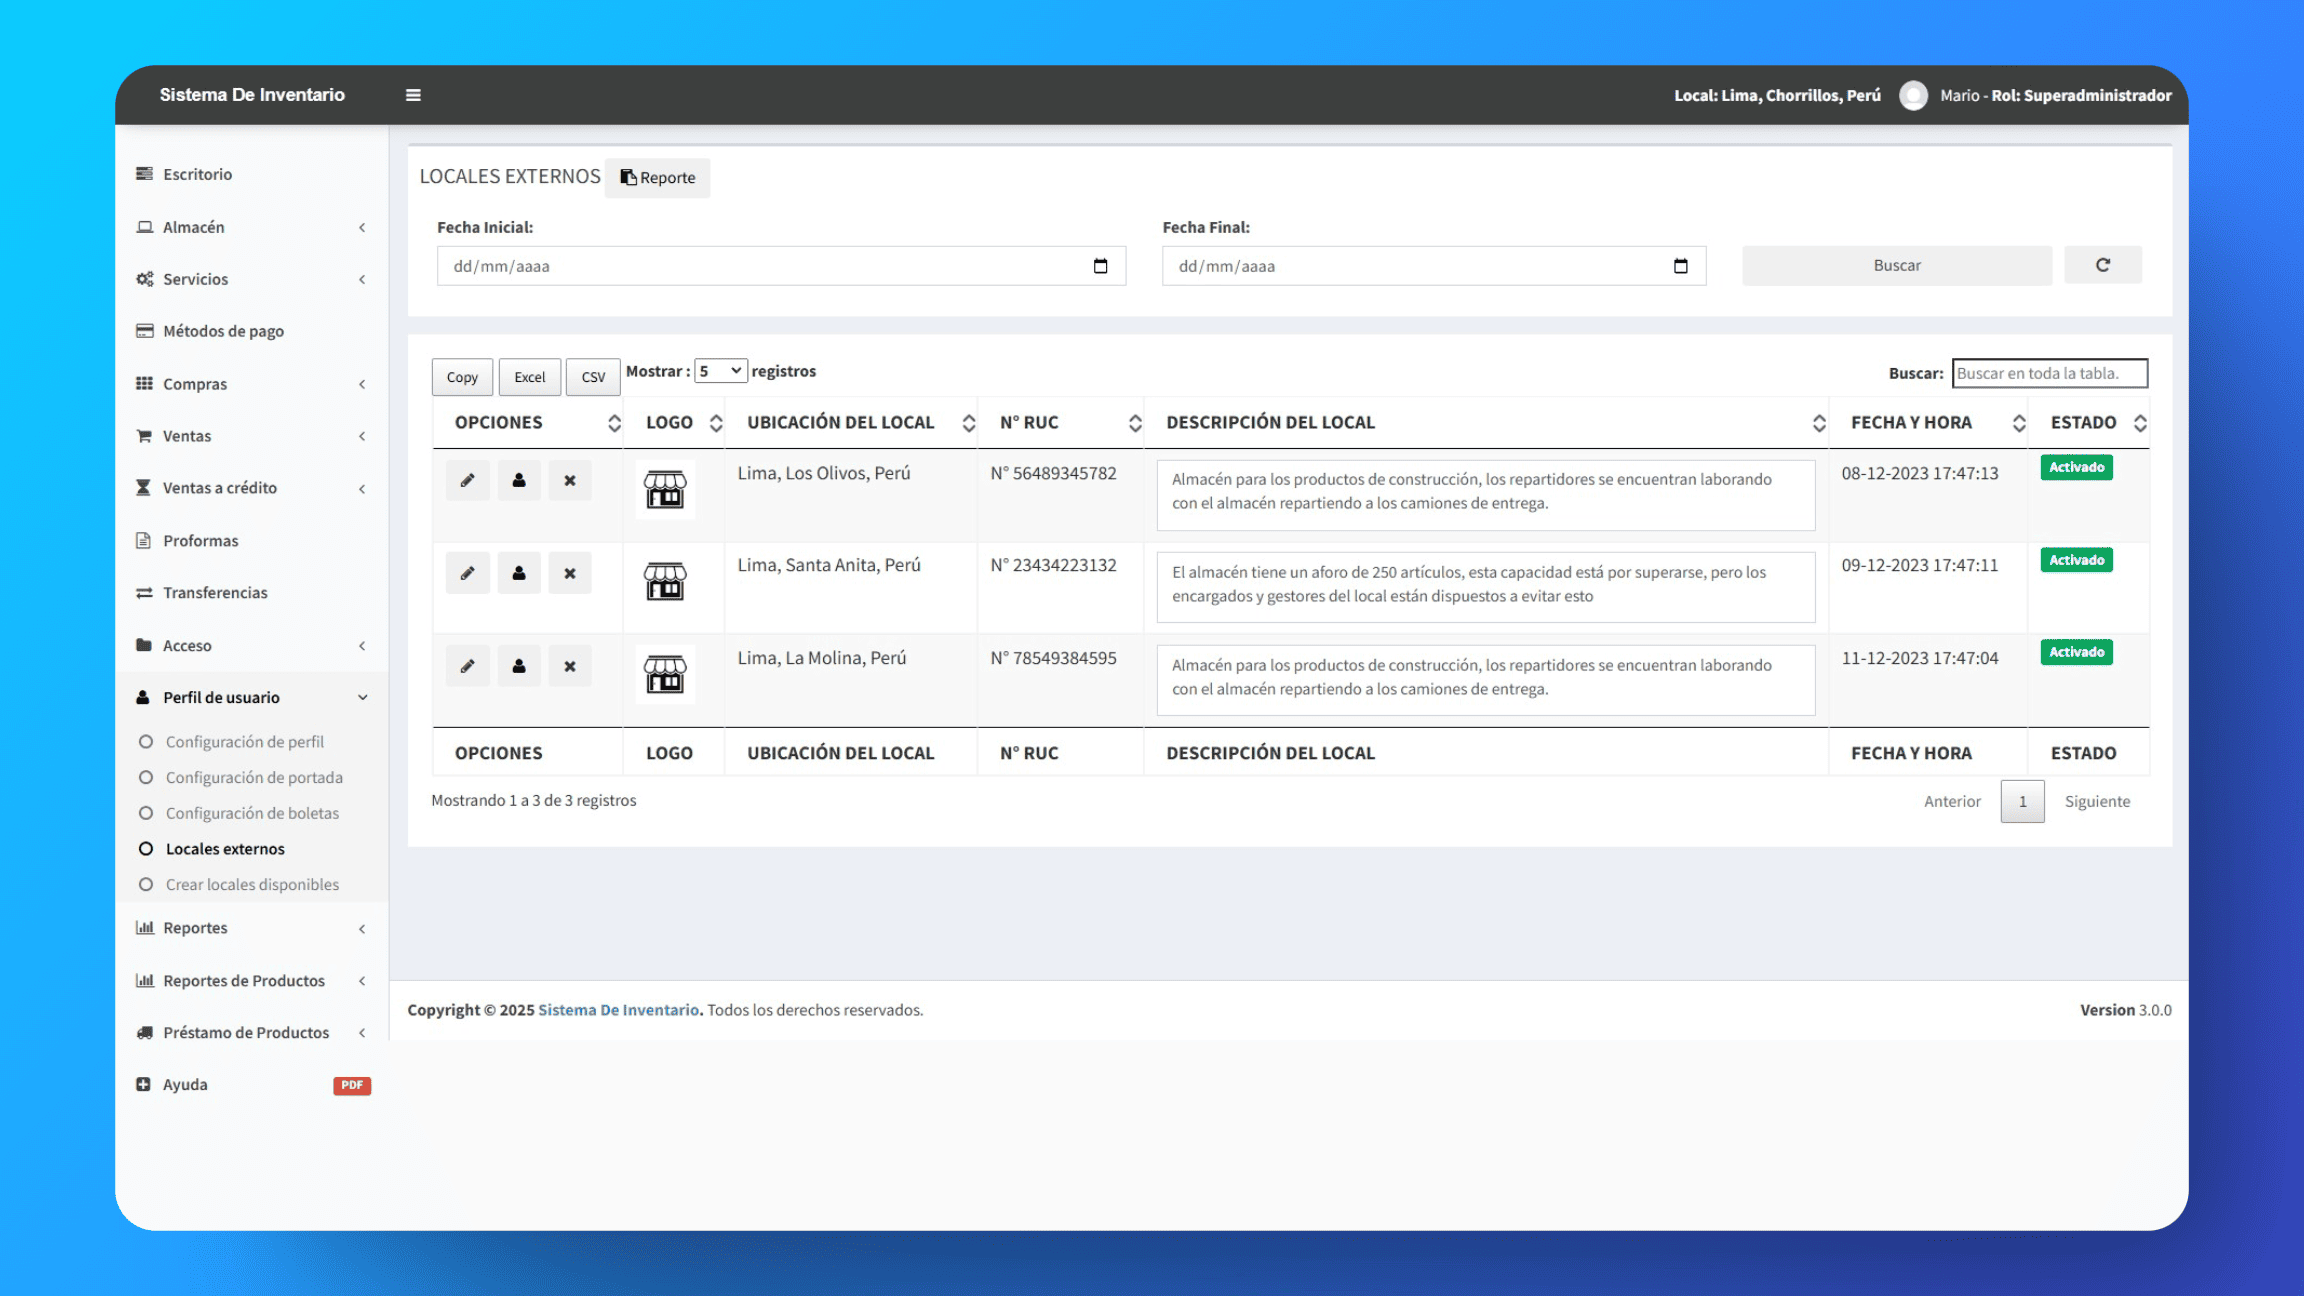 Sistema De Inventario
Local: Lima, Chorrillos, Perú
Mario - Rol: Superadministrador
Escritorio
Almacén
Servicios
Métodos de pago
Compras
Ventas
Ventas a crédito
Proformas
Transferencias
Acceso
Perfil de usuario
Configuración de perfil
Configuración de portada
Configuración de boletas
Locales externos
Crear locales disponibles
Reportes
Reportes de Productos
Préstamo de Productos
Ayuda PDF
LOCALES EXTERNOS Reporte
Fecha Inicial: Fecha Final:
dd/mm/aaaa dd/mm/aaaa Buscar
Copy Excel CSV Mostrar : 5 registros Buscar: Buscar en toda la tabla.
OPCIONES LOGO UBICACIÓN DEL LOCAL N° RUC DESCRIPCIÓN DEL LOCAL FECHA Y HORA ESTADO
Lima, Los Olivos, Perú N° 56489345782 Almacén para los productos de construcción, los repartidores se encuentran laborando 08-12-2023 17:47:13 Activado
con el almacén repartiendo a los camiones de entrega.
Lima, Santa Anita, Perú N° 23434223132 El almacén tiene un aforo de 250 artículos, esta capacidad está por superarse, pero los 09-12-2023 17:47:11 Activado
encargados y gestores del local están dispuestos a evitar esto
Lima, La Molina, Perú N° 78549384595 Almacén para los productos de construcción, los repartidores se encuentran laborando 11-12-2023 17:47:04 Activado
con el almacén repartiendo a los camiones de entrega.
OPCIONES LOGO UBICACIÓN DEL LOCAL N° RUC DESCRIPCIÓN DEL LOCAL FECHA Y HORA ESTADO
Mostrando 1 a 3 de 3 registros Anterior 1 Siguiente
Copyright © 2025 Sistema De Inventario. Todos los derechos reservados. Version 3.0.0